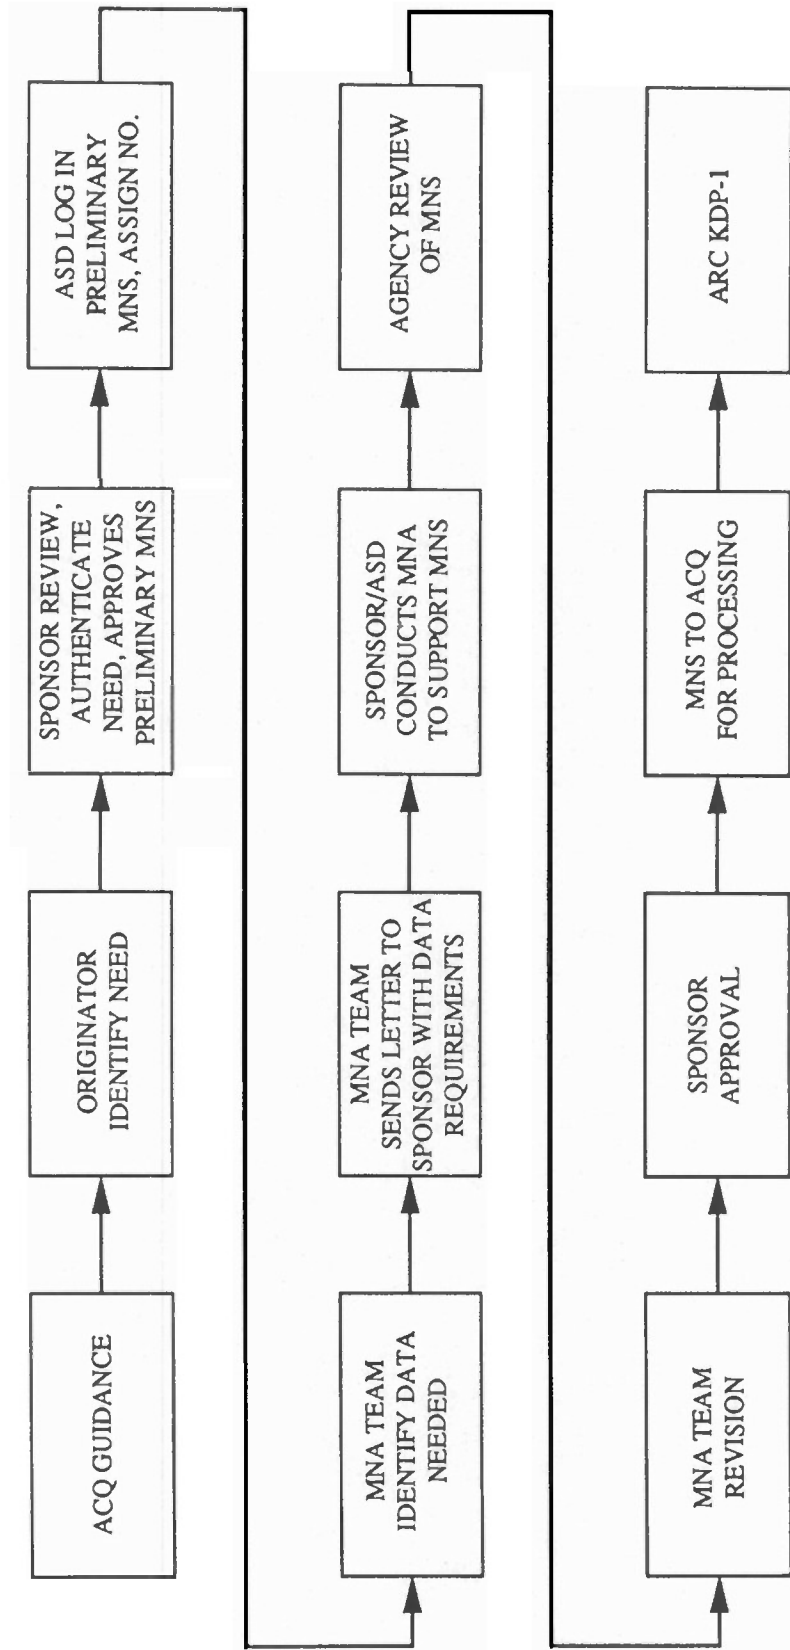 ACQ GUIDANCE
ORIGINATOR
IDENTIFY NEED
SPONSOR REVIEW,
AUTHENTICATE
NEED, APPROVES
PRELIMINARY MNS
ASD LOG IN
PRELIMINARY
MNS, ASSIGN NO.
MNA TEAM
IDENTIFY DATA
NEEDED
MNA TEAM
SENDS LETTER TO
SPONSOR WITH DATA
REQUIREMENTS
SPONSOR/ASD
CONDUCTS MNA
TO SUPPORT MNS
AGENCY REVIEW
OF MNS
MNA TEAM
REVISION
SPONSOR
APPROVAL
MNS TO ACQ
FOR PROCESSING
ARC KDP-1